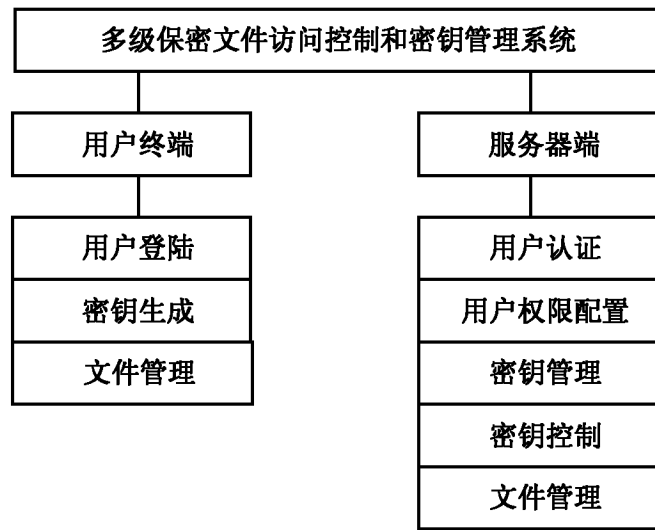 多级保密文件访问控制和密钥管理系统
用户终端
服务器端
用户登陆
密钥生成
文件管理
用户认证
用户权限配置
密钥管理
密钥控制
文件管理